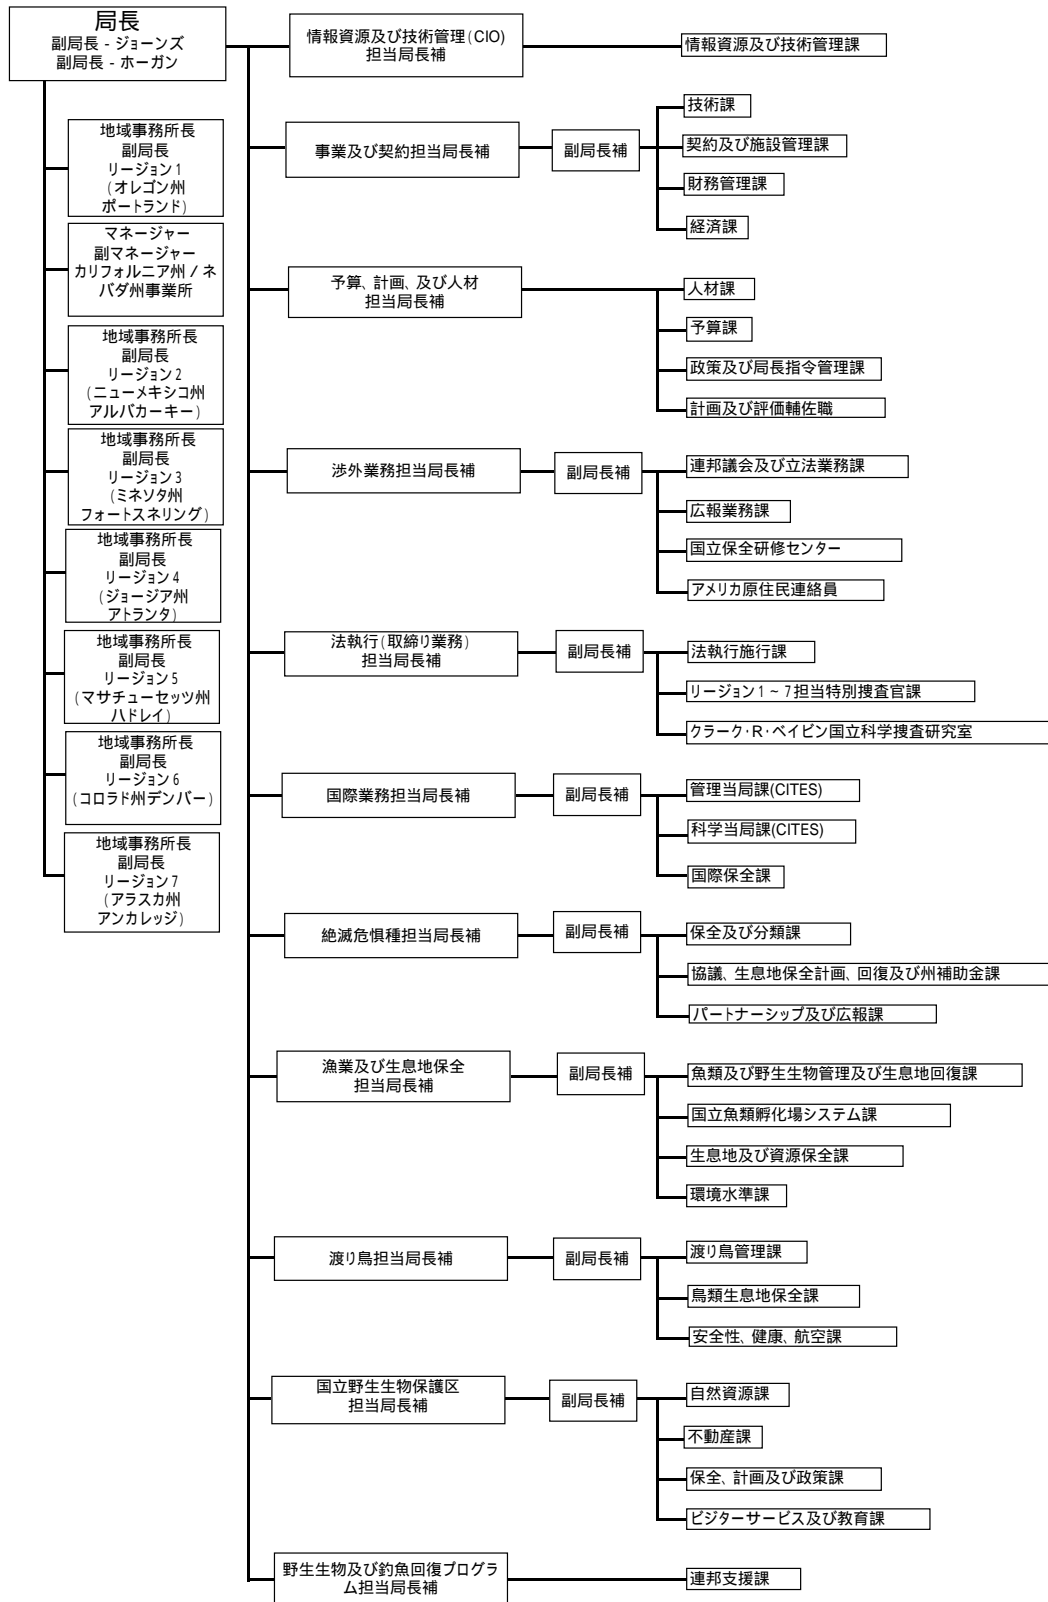 局長
副局長 - ジョーンズ
副局長 - ホーガン
地域事務所長
副局長
リージョン1
(オレゴン州
ポートランド)
マネージャー
副マネージャー
カリフォルニア州 / ネ
バダ州事業所
地域事務所長
副局長
リージョン2
(ニューメキシコ州
アルバカーキー)
地域事務所長
副局長
リージョン3
(ミネソタ州
フォートスネリング)
地域事務所長
副局長
リージョン4
(ジョージア州
アトランタ)
地域事務所長
副局長
リージョン5
(マサチューセッツ州
ハドレイ)
地域事務所長
副局長
リージョン6
(コロラド州デンバー)
地域事務所長
副局長
リージョン7
(アラスカ州
アンカレッジ)
情報資源及び技術管理(CIO)
担当局長補
情報資源及び技術管理課
事業及び契約担当局長補
副局長補
技術課
契約及び施設管理課
財務管理課
経済課
予算、計画、及び人材
担当局長補
人材課
予算課
政策及び局長指令管理課
計画及び評価輔佐職
渉外業務担当局長補
副局長補
連邦議会及び立法業務課
広報業務課
国立保全研修センター
アメリカ原住民連絡員
法執行(取締り業務)
担当局長補
副局長補
法執行施行課
リージョン1~7担当特別捜査官課
クラーク・R・ベイビン国立科学捜査研究室
国際業務担当局長補
副局長補
管理当局課(CITES)
科学当局課(CITES)
国際保全課
絶滅危惧種担当局長補
副局長補
保全及び分類課
協議、生息地保全計画、回復及び州補助金課
パートナーシップ及び広報課
漁業及び生息地保全
担当局長補
副局長補
魚類及び野生生物管理及び生息地回復課
国立魚類孵化場システム課
生息地及び資源保全課
環境水準課
渡り鳥担当局長補
副局長補
渡り鳥管理課
鳥類生息地保全課
安全性、健康、航空課
国立野生生物保護区
担当局長補
副局長補
自然資源課
不動産課
保全、計画及び政策課
ビジターサービス及び教育課
野生生物及び釣魚回復プログラ
ム担当局長補
連邦支援課